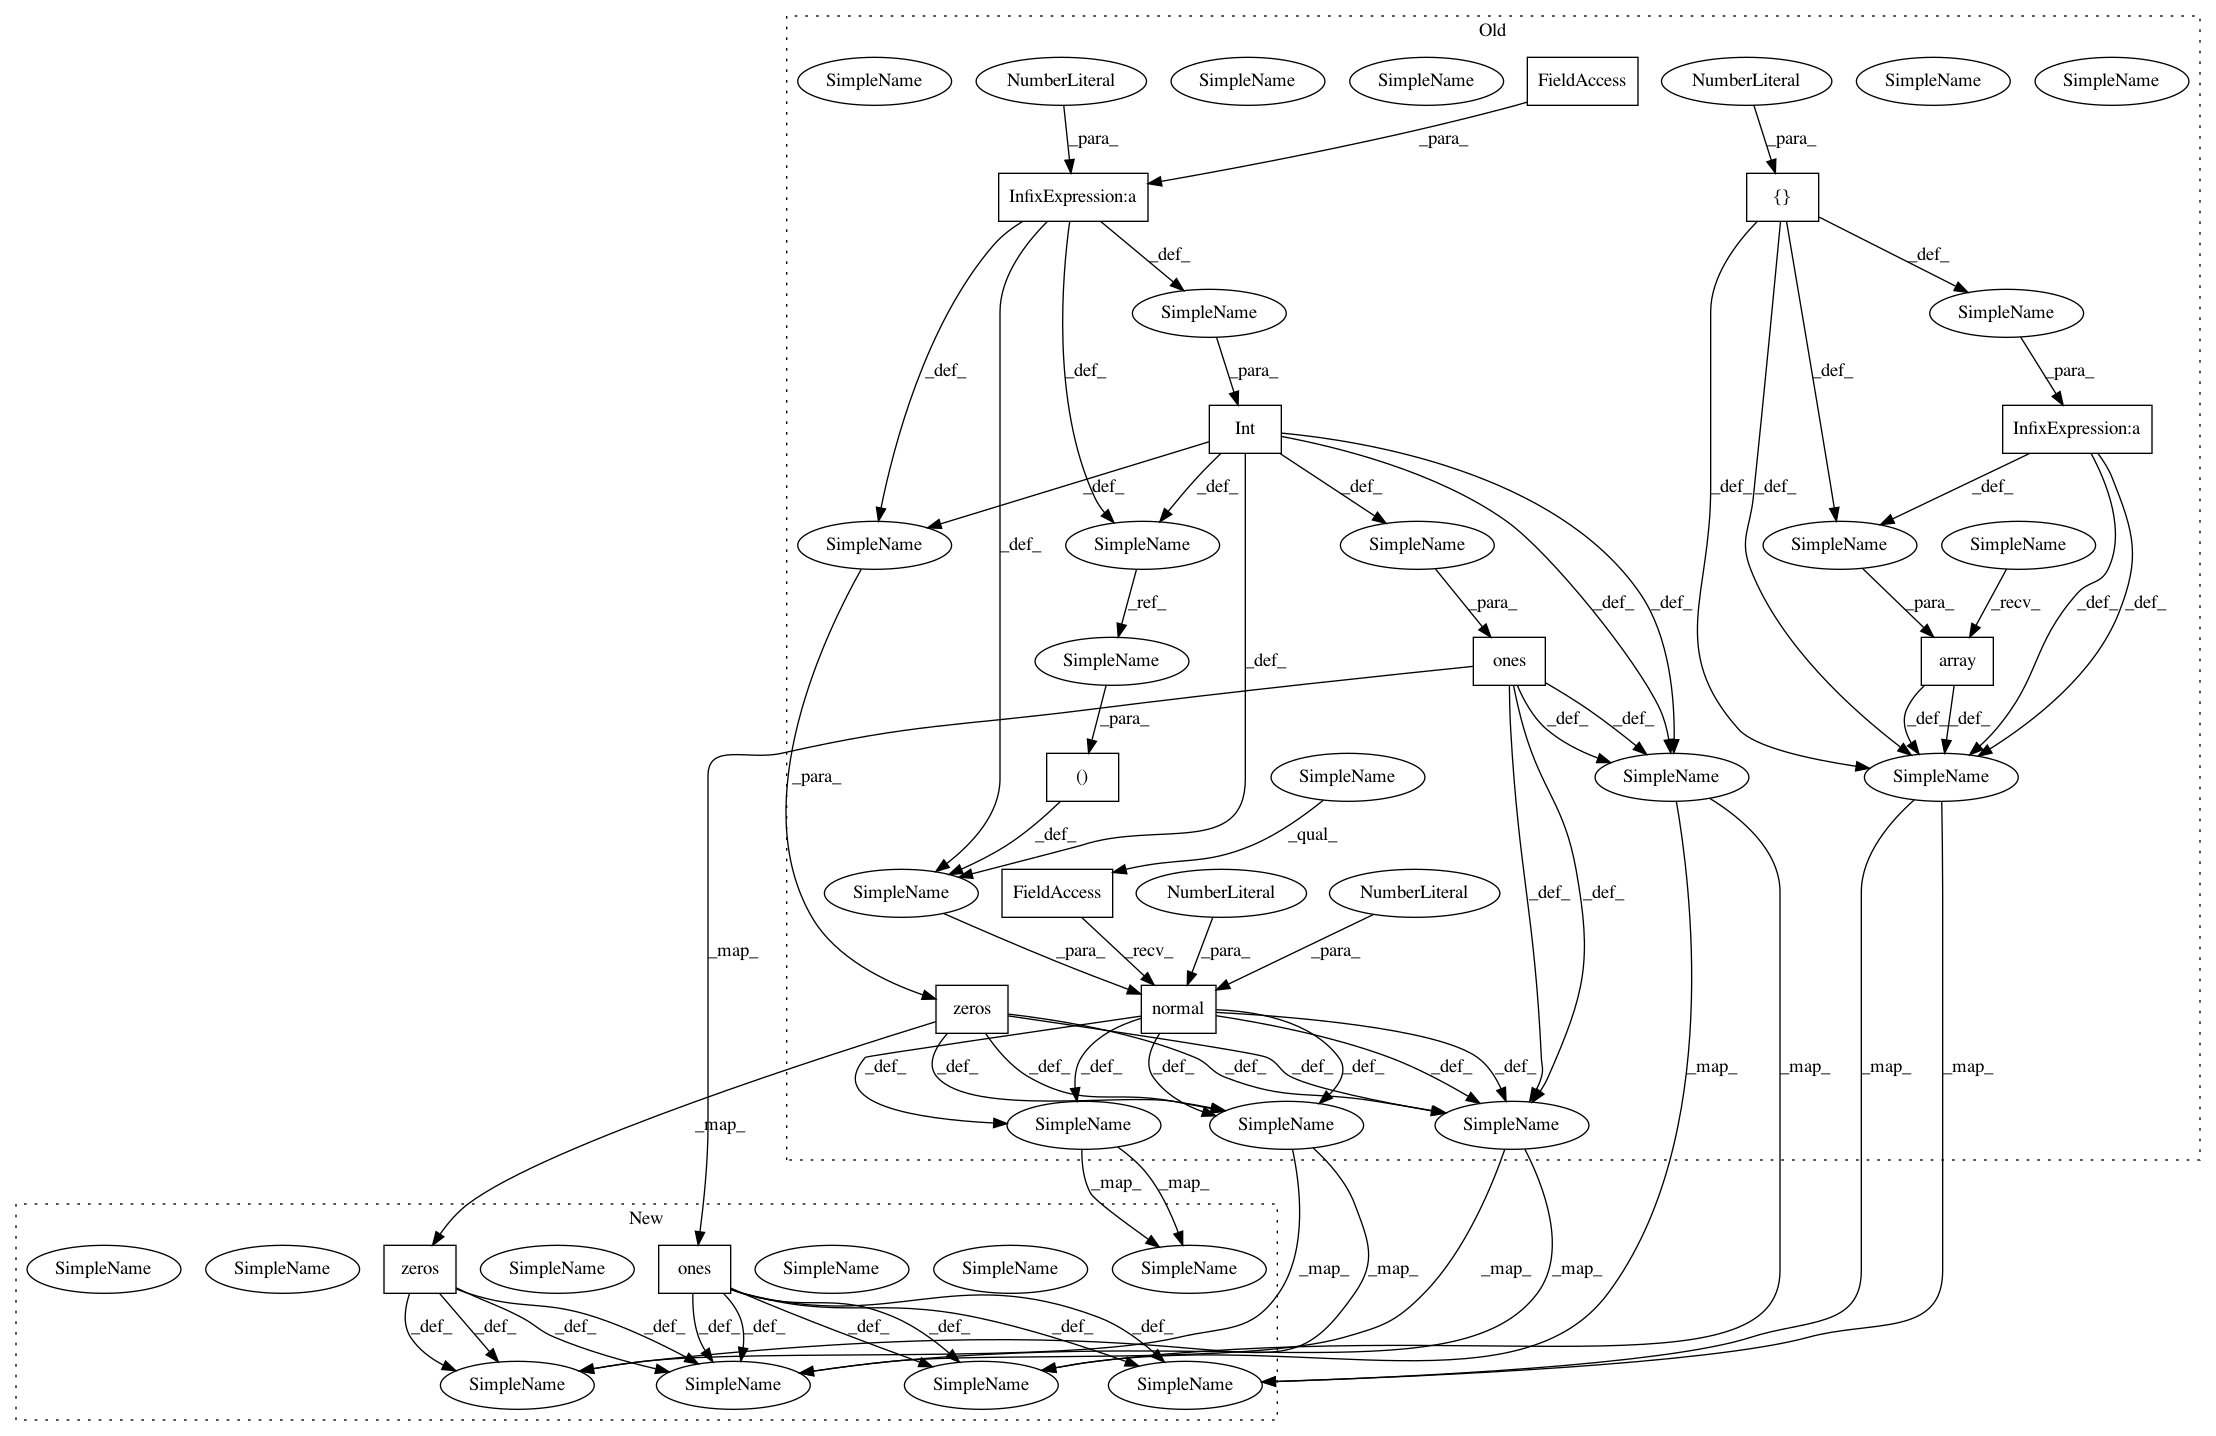 Old
SimpleName NumberLiteral SimpleName SimpleName FieldAccess NumberLiteral SimpleName SimpleName
_para_ _para_ _para_
InfixExpression:a {}
_def_ _def_
SimpleName SimpleName
_def_ _def_ _para_ _def_ _para_
Int InfixExpression:a
_def_ _def_ _def_ _def_ _def_ _def_
SimpleName SimpleName SimpleName SimpleName SimpleName
_def_ _ref_ _para_ _def_ _def_ _para_ _recv_ _def_ _def_
SimpleName _def_ ones array
_para_ _def_ _def_ _def_ _def_
_para_ () SimpleName SimpleName SimpleName
_def_ _qual_
SimpleName FieldAccess NumberLiteral NumberLiteral _def_ _def_
_map_ _para_ _recv_ _para_ _para_
zeros normal
_def_ _def_ _def_ _def_ _def_ _def_ _def_ _def_ _def_ _def_ _map_ _map_ _map_ _map_
_map_ SimpleName SimpleName SimpleName
_map_ _map_
New
SimpleName SimpleName zeros SimpleName ones SimpleName SimpleName SimpleName
_map_ _map_ _map_ _map_
_def_ _def_ _def_ _def_ _def_ _def_ _def_ _def_ _def_ _def_
SimpleName SimpleName SimpleName SimpleName